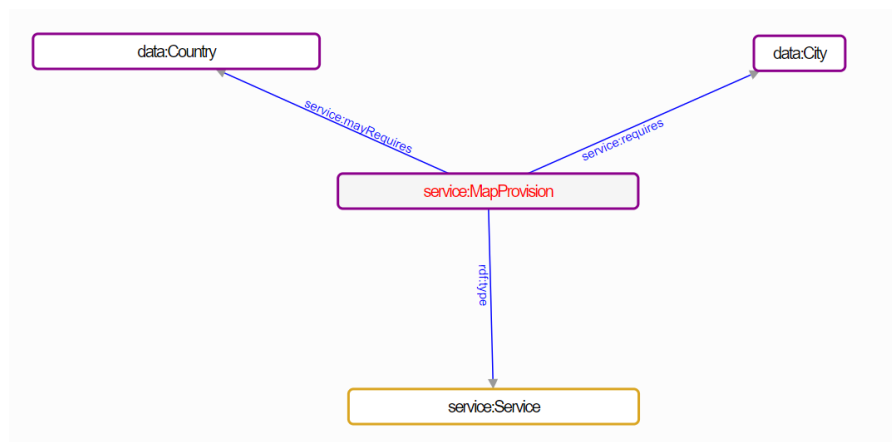 data:Country
data:City
service:mayRequires
service:requires
service:MapProvision
rdf:type
service:Service